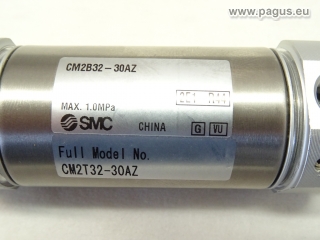 © www.pagus.eu
CM2B32-30AZ
MAX. 1.0MPa
SMC CHINA G VU
Full Model No.
CM2T32-30AZ